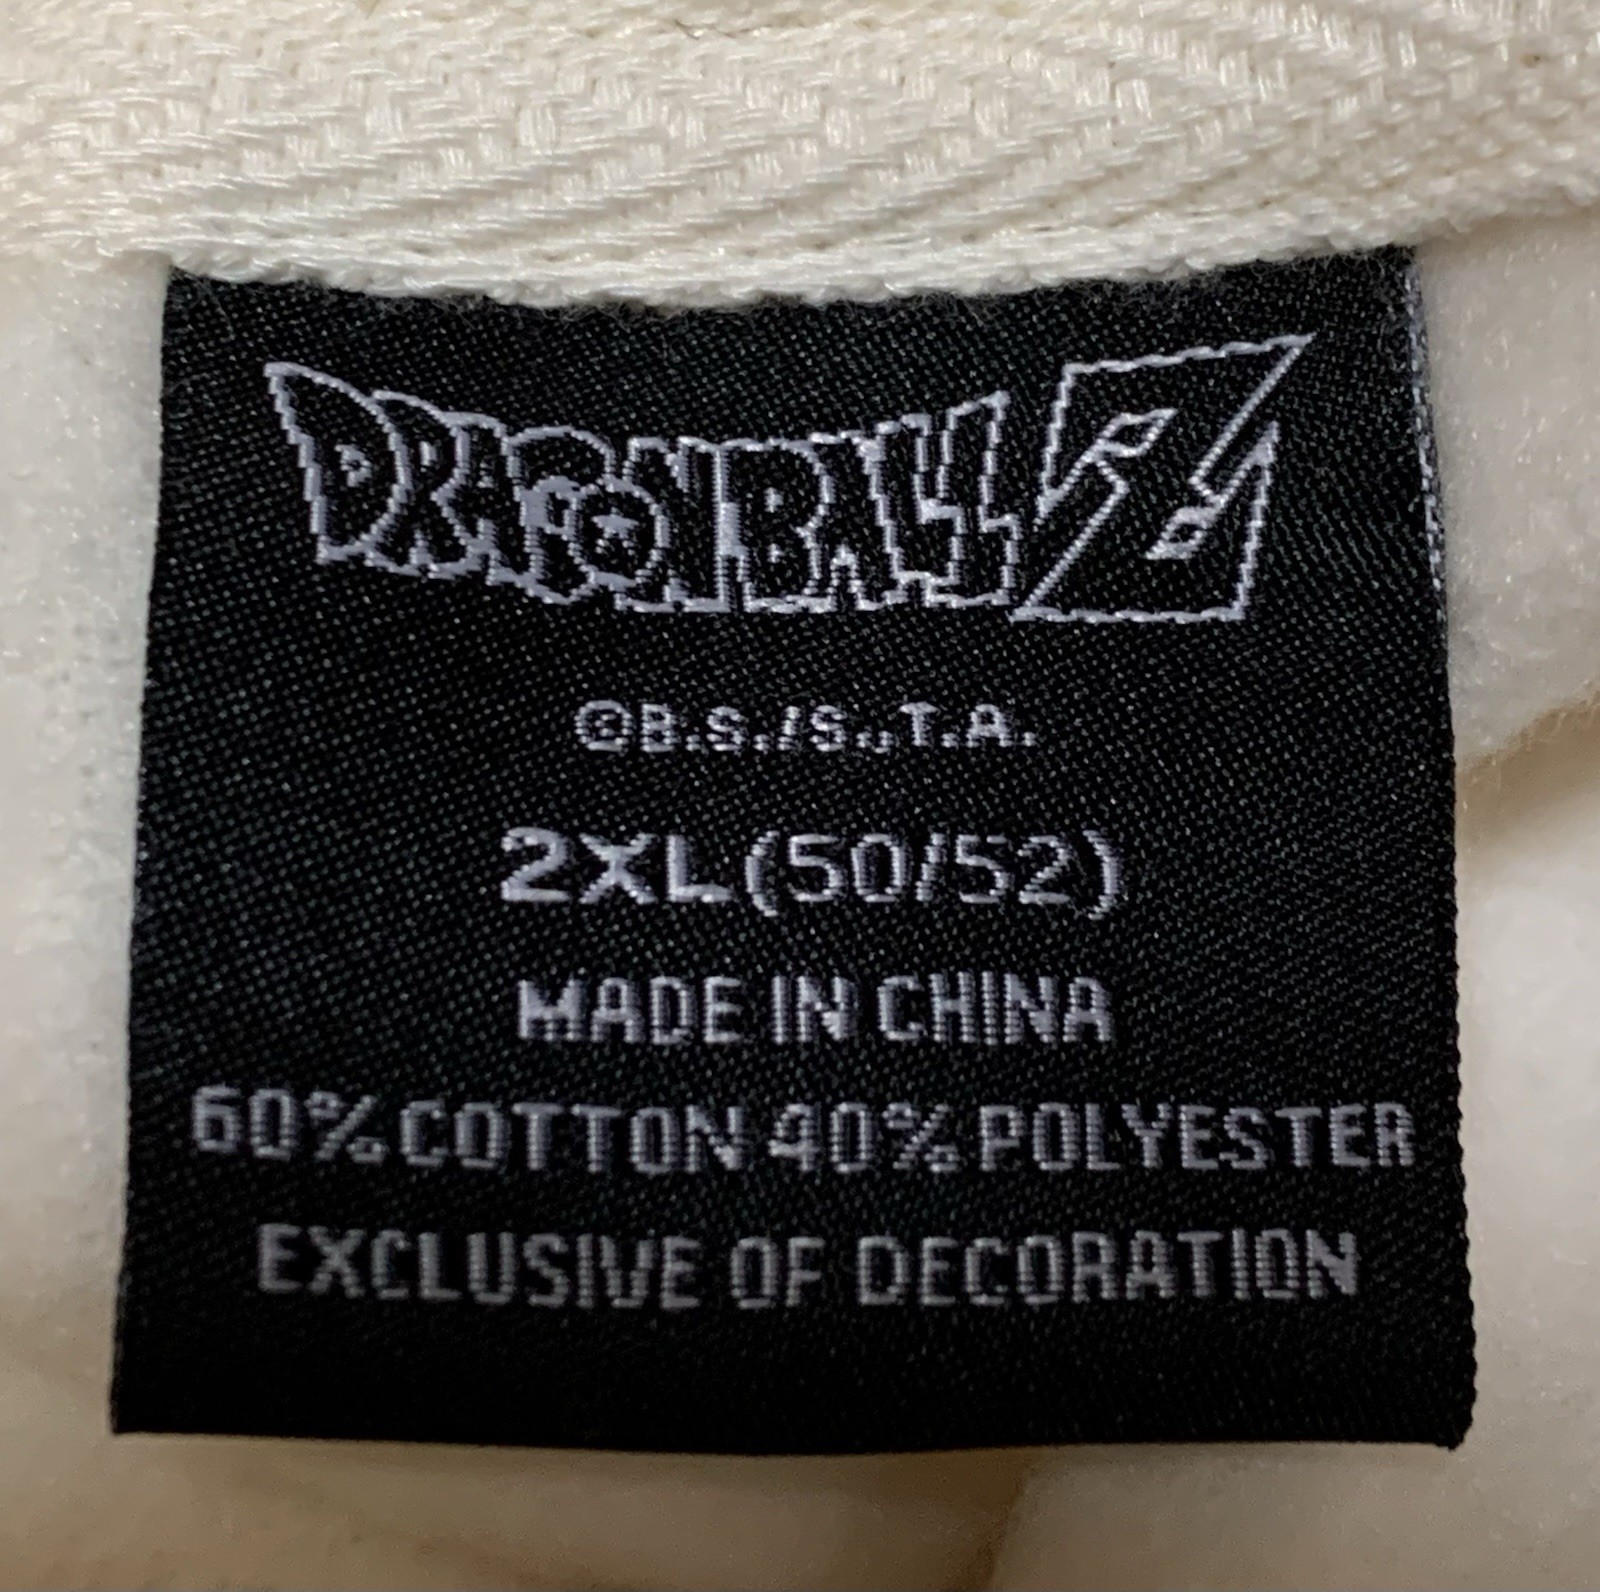 DRAGONBALL Z
©B.S./S.,T.A.
2XL(50/52)
MADE IN CHINA
60% COTTON 40% POLYESTER
EXCLUSIVE OF DECORATION